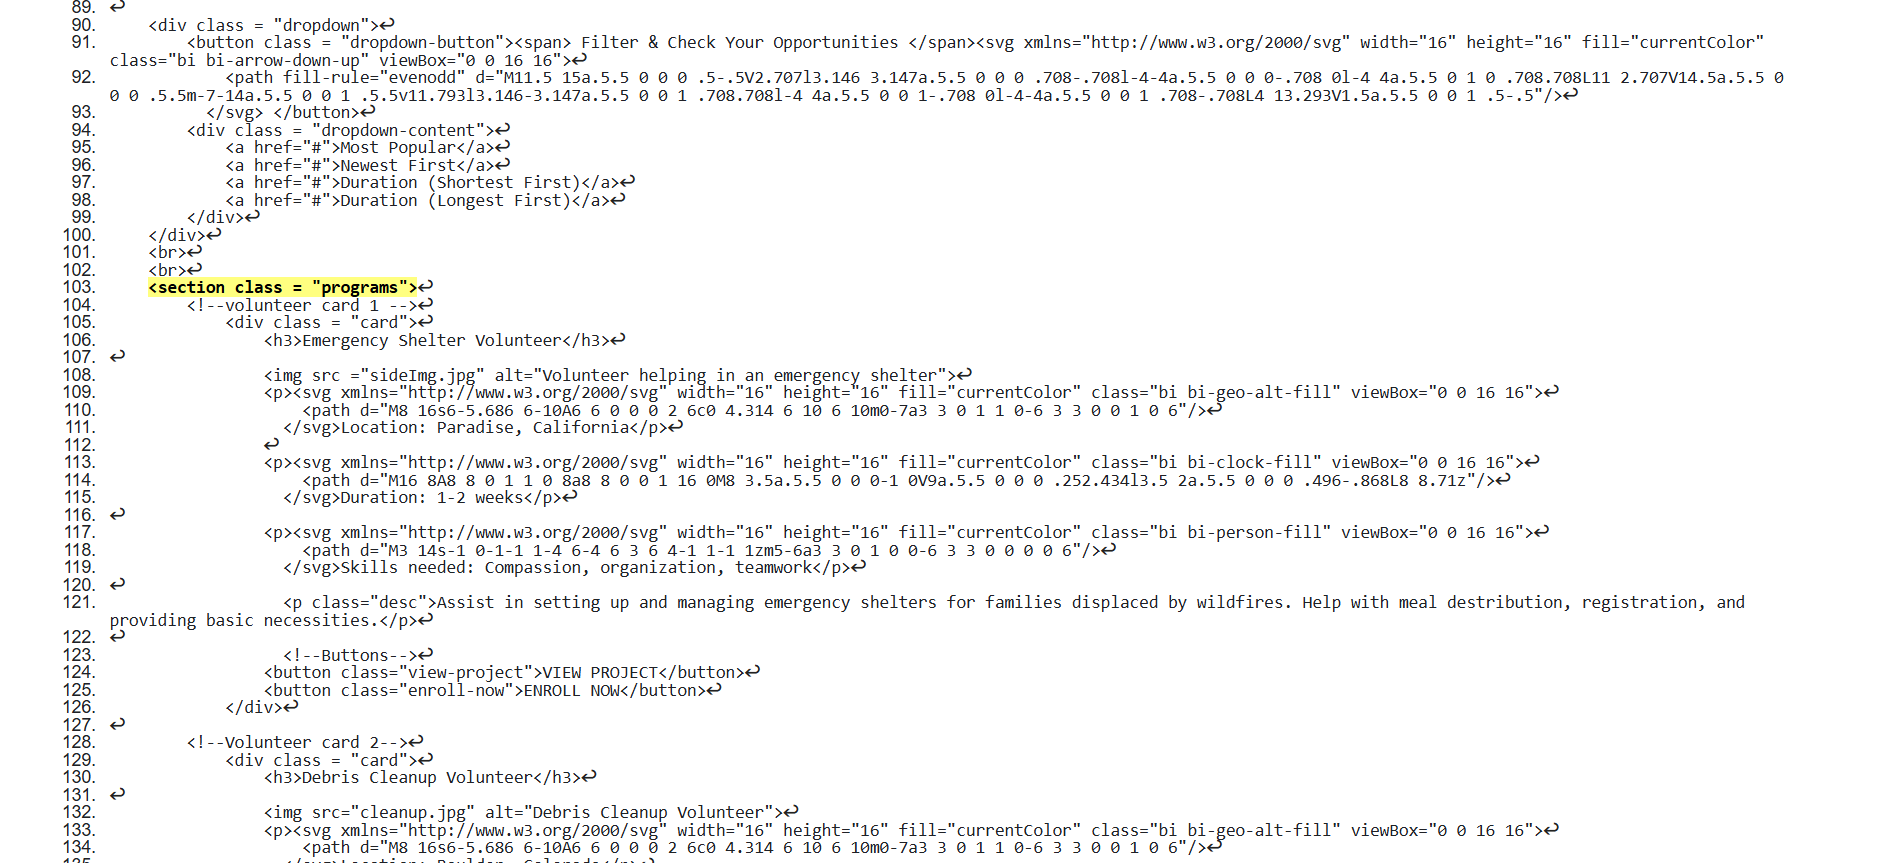 89. ↩
90.     <div class = "dropdown">↩
91.         <button class = "dropdown-button"><span> Filter & Check Your Opportunities </span><svg xmlns="http://www.w3.org/2000/svg" width="16" height="16" fill="currentColor"
class="bi bi-arrow-down-up" viewBox="0 0 16 16">↩
92.             <path fill-rule="evenodd" d="M11.5 15a.5.5 0 0 0 .5-.5V2.707l3.146 3.147a.5.5 0 0 0 .708-.708l-4-4a.5.5 0 0 0-.708 0l-4 4a.5.5 0 1 0 .708.708L11 2.707V14.5a.5.5 0
0 0 .5.5m-7-14a.5.5 0 0 1 .5.5v11.793l3.146-3.147a.5.5 0 0 1 .708.708l-4 4a.5.5 0 0 1-.708 0l-4-4a.5.5 0 0 1 .708-.708L4 13.293V1.5a.5.5 0 0 1 .5-.5"/>↩
93.           </svg> </button>↩
94.         <div class = "dropdown-content">↩
95.             <a href="#">Most Popular</a>↩
96.             <a href="#">Newest First</a>↩
97.             <a href="#">Duration (Shortest First)</a>↩
98.             <a href="#">Duration (Longest First)</a>↩
99.         </div>↩
100.     </div>↩
101.     <br>↩
102.     <br>↩
103.     <section class = "programs">↩
104.         <!--volunteer card 1 -->↩
105.             <div class = "card">↩
106.                 <h3>Emergency Shelter Volunteer</h3>↩
107. ↩
108.                 <img src ="sideImg.jpg" alt="Volunteer helping in an emergency shelter">↩
109.                 <p><svg xmlns="http://www.w3.org/2000/svg" width="16" height="16" fill="currentColor" class="bi bi-geo-alt-fill" viewBox="0 0 16 16">↩
110.                     <path d="M8 16s6-5.686 6-10A6 6 0 0 0 2 6c0 4.314 6 10 6 10m0-7a3 3 0 1 1 0-6 3 3 0 0 1 0 6"/>↩
111.                   </svg>Location: Paradise, California</p>↩
112.                 ↩
113.                 <p><svg xmlns="http://www.w3.org/2000/svg" width="16" height="16" fill="currentColor" class="bi bi-clock-fill" viewBox="0 0 16 16">↩
114.                     <path d="M16 8A8 8 0 1 1 0 8a8 8 0 0 1 16 0M8 3.5a.5.5 0 0 0-1 0V9a.5.5 0 0 0 .252.434l3.5 2a.5.5 0 0 0 .496-.868L8 8.71z"/>↩
115.                   </svg>Duration: 1-2 weeks</p>↩
116. ↩
117.                 <p><svg xmlns="http://www.w3.org/2000/svg" width="16" height="16" fill="currentColor" class="bi bi-person-fill" viewBox="0 0 16 16">↩
118.                     <path d="M3 14s-1 0-1-1 1-4 6-4 6 3 6 4-1 1-1 1zm5-6a3 3 0 1 0 0-6 3 3 0 0 0 0 6"/>↩
119.                   </svg>Skills needed: Compassion, organization, teamwork</p>↩
120. ↩
121.                   <p class="desc">Assist in setting up and managing emergency shelters for families displaced by wildfires. Help with meal destribution, registration, and
providing basic necessities.</p>↩
122. ↩
123.                   <!--Buttons-->↩
124.                 <button class="view-project">VIEW PROJECT</button>↩
125.                 <button class="enroll-now">ENROLL NOW</button>↩
126.             </div>↩
127. ↩
128.         <!--Volunteer card 2-->↩
129.             <div class = "card">↩
130.                 <h3>Debris Cleanup Volunteer</h3>↩
131. ↩
132.                 <img src="cleanup.jpg" alt="Debris Cleanup Volunteer">↩
133.                 <p><svg xmlns="http://www.w3.org/2000/svg" width="16" height="16" fill="currentColor" class="bi bi-geo-alt-fill" viewBox="0 0 16 16">↩
134.                     <path d="M8 16s6-5.686 6-10A6 6 0 0 0 2 6c0 4.314 6 10 6 10m0-7a3 3 0 1 1 0-6 3 3 0 0 1 0 6"/>↩